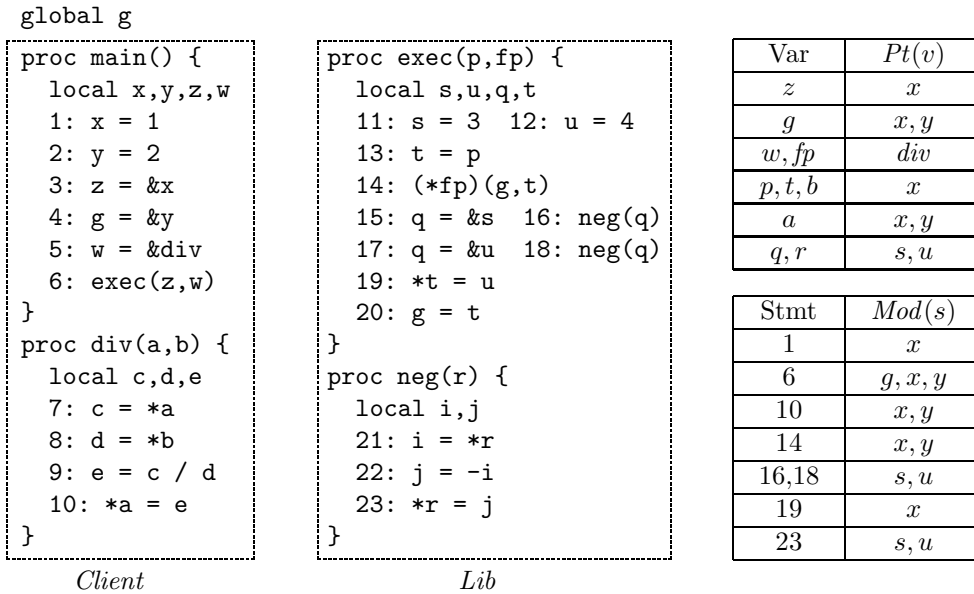 global g
proc main() {
local x,y,z,w
1: x = 1
2: y = 2
3: z = &x
4: g = &y
5: w = &div
6: exec(z,w)
}
proc div(a,b) {
local c,d,e
7: c = *a
8: d = *b
9: e = c / d
10: *a = e
}
Client
proc exec(p,fp) {
local s,u,q,t
11: s = 3 12: u = 4
13: t = p
14: (*fp)(g,t)
15: q = &s 16: neg(q)
17: q = &u 18: neg(q)
19: *t = u
20: g = t
}
proc neg(r) {
local i,j
21: i = *r
22: j = -i
23: *r = j
}
Lib
Var Pt(v)
z x
g x, y
w, fp div
p, t, b x
a x, y
q, r s, u
Stmt Mod(s)
1 x
6 g, x, y
10 x, y
14 x, y
16,18 s, u
19 x
23 s, u